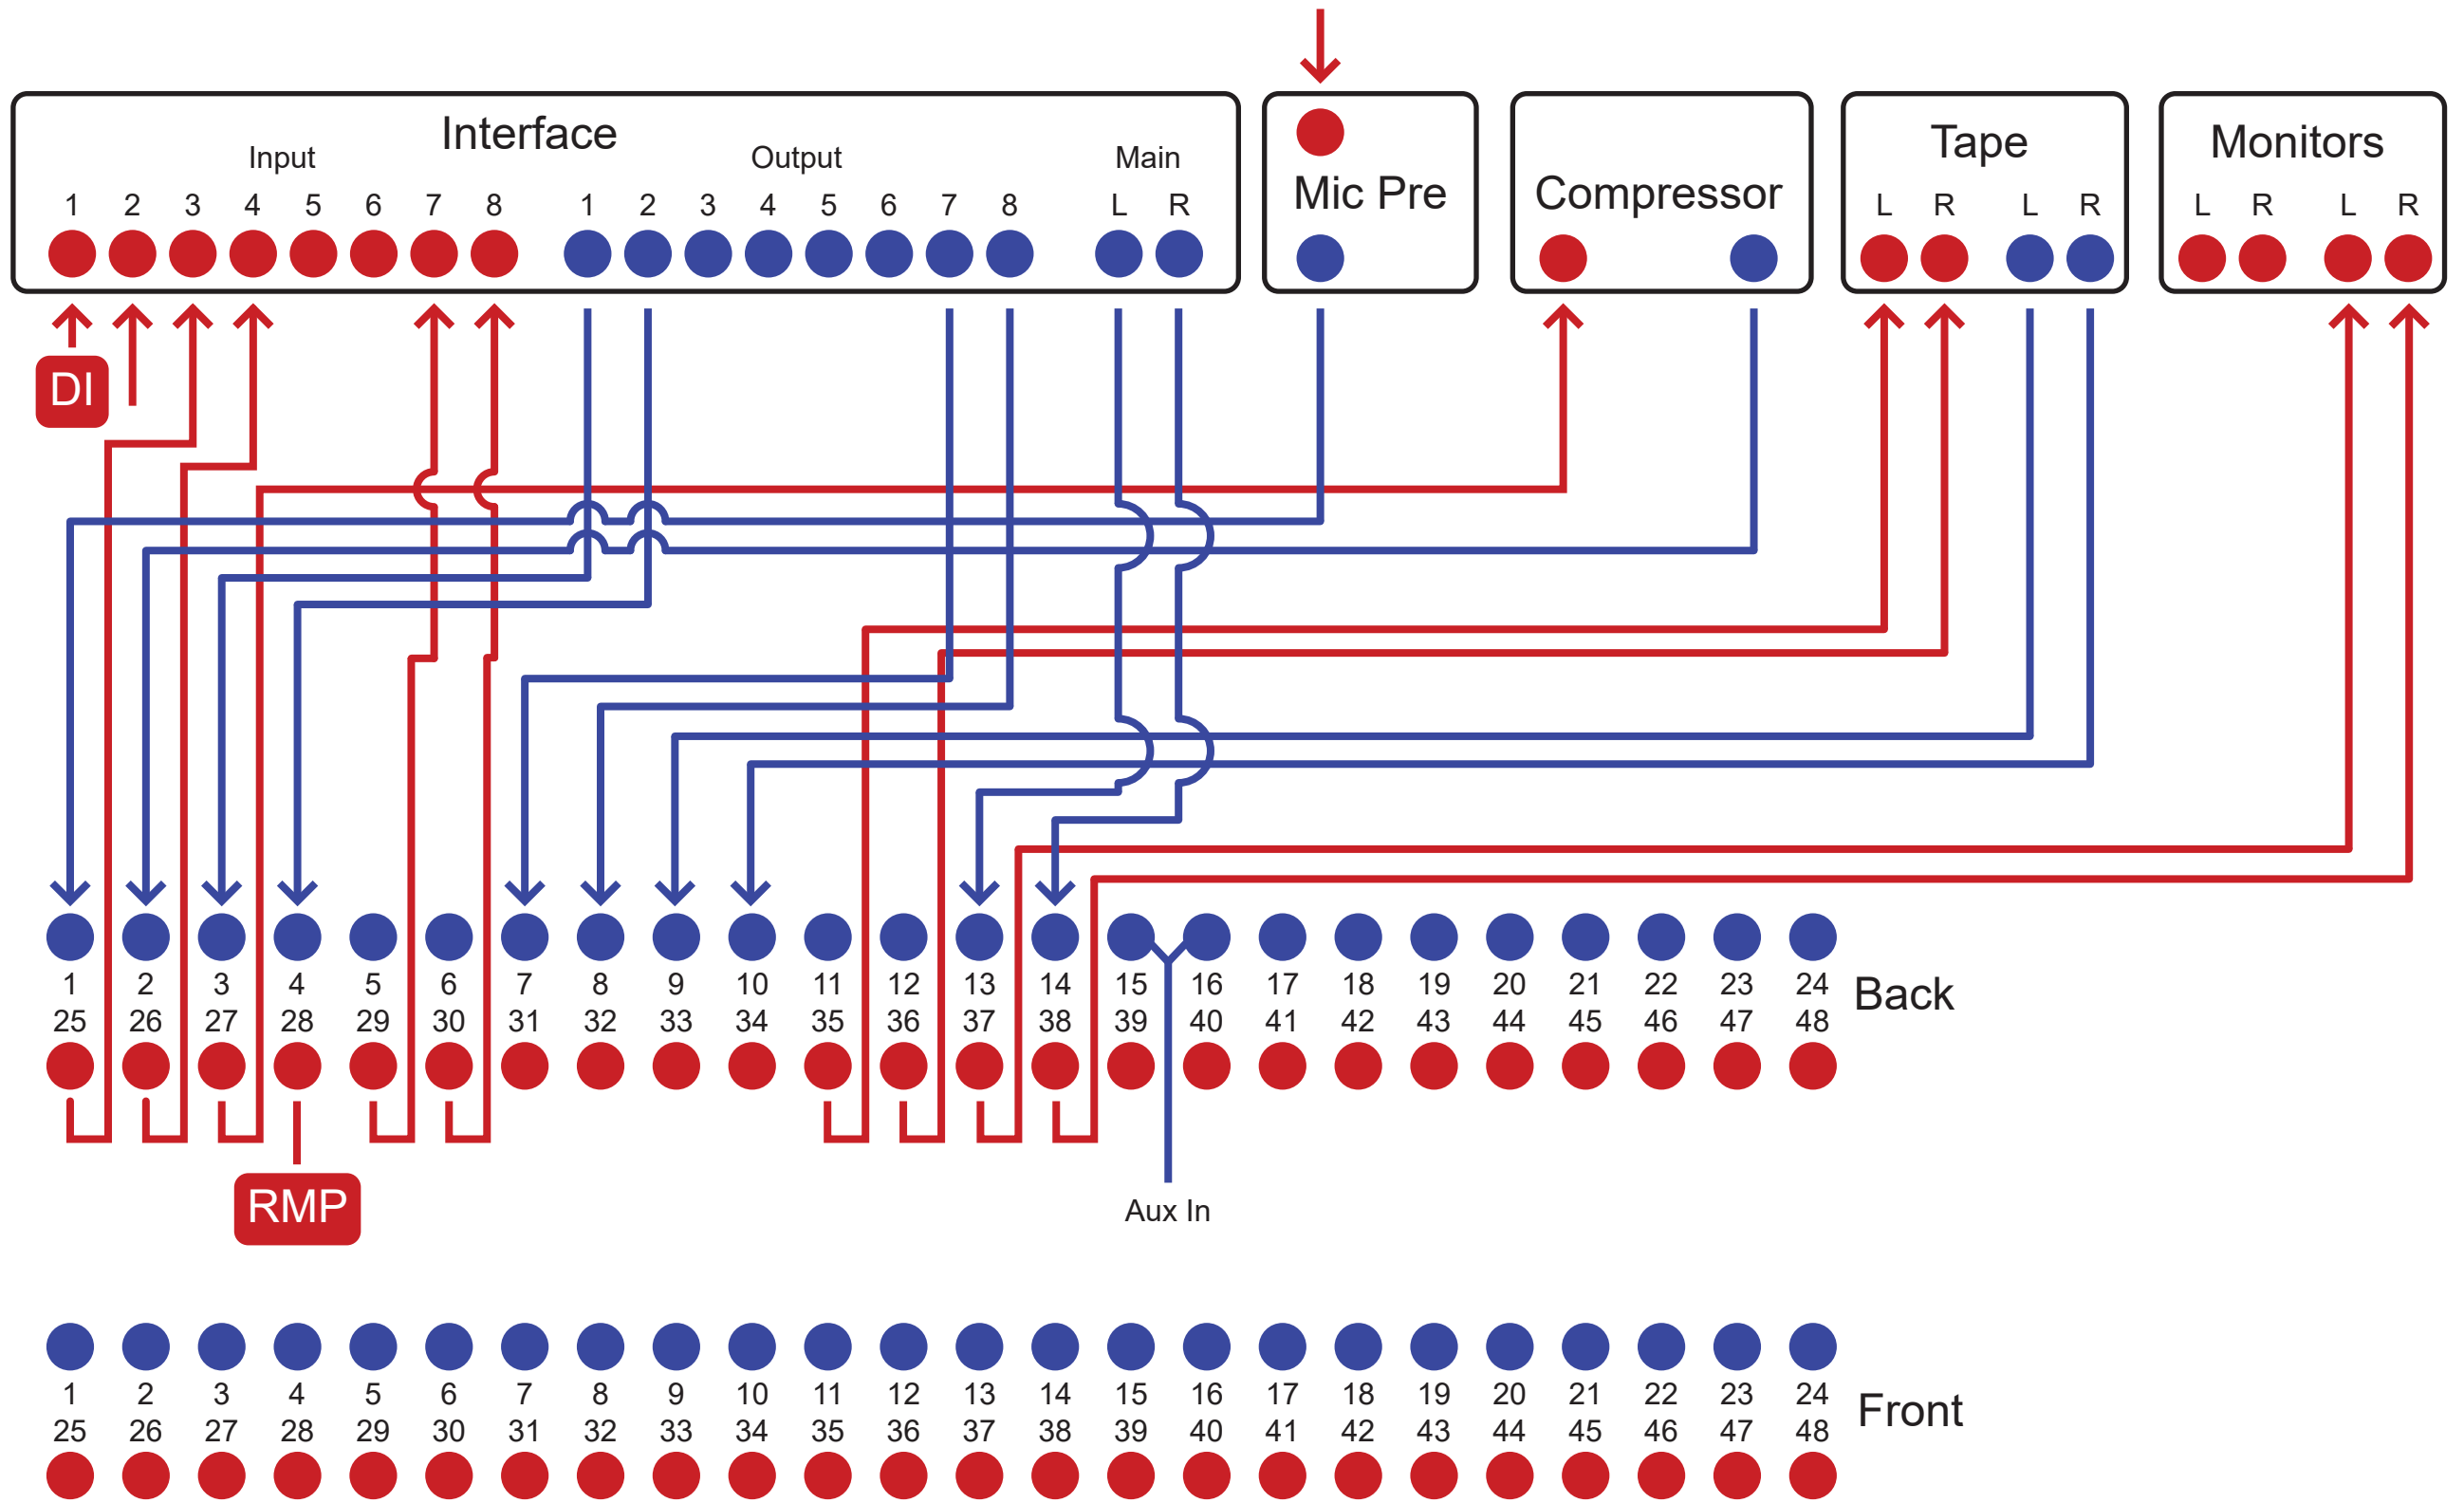 Interface
Input Output Main
1 2 3 4 5 6 7 8 1 2 3 4 5 6 7 8 L R
Mic Pre
Compressor
Tape
L R L R
Monitors
L R L R
DI
1 2 3 4 5 6 7 8 9 10 11 12 13 14 15 16 17 18 19 20 21 22 23 24
25 26 27 28 29 30 31 32 33 34 35 36 37 38 39 40 41 42 43 44 45 46 47 48
Back
RMP
Aux In
1 2 3 4 5 6 7 8 9 10 11 12 13 14 15 16 17 18 19 20 21 22 23 24
25 26 27 28 29 30 31 32 33 34 35 36 37 38 39 40 41 42 43 44 45 46 47 48
Front